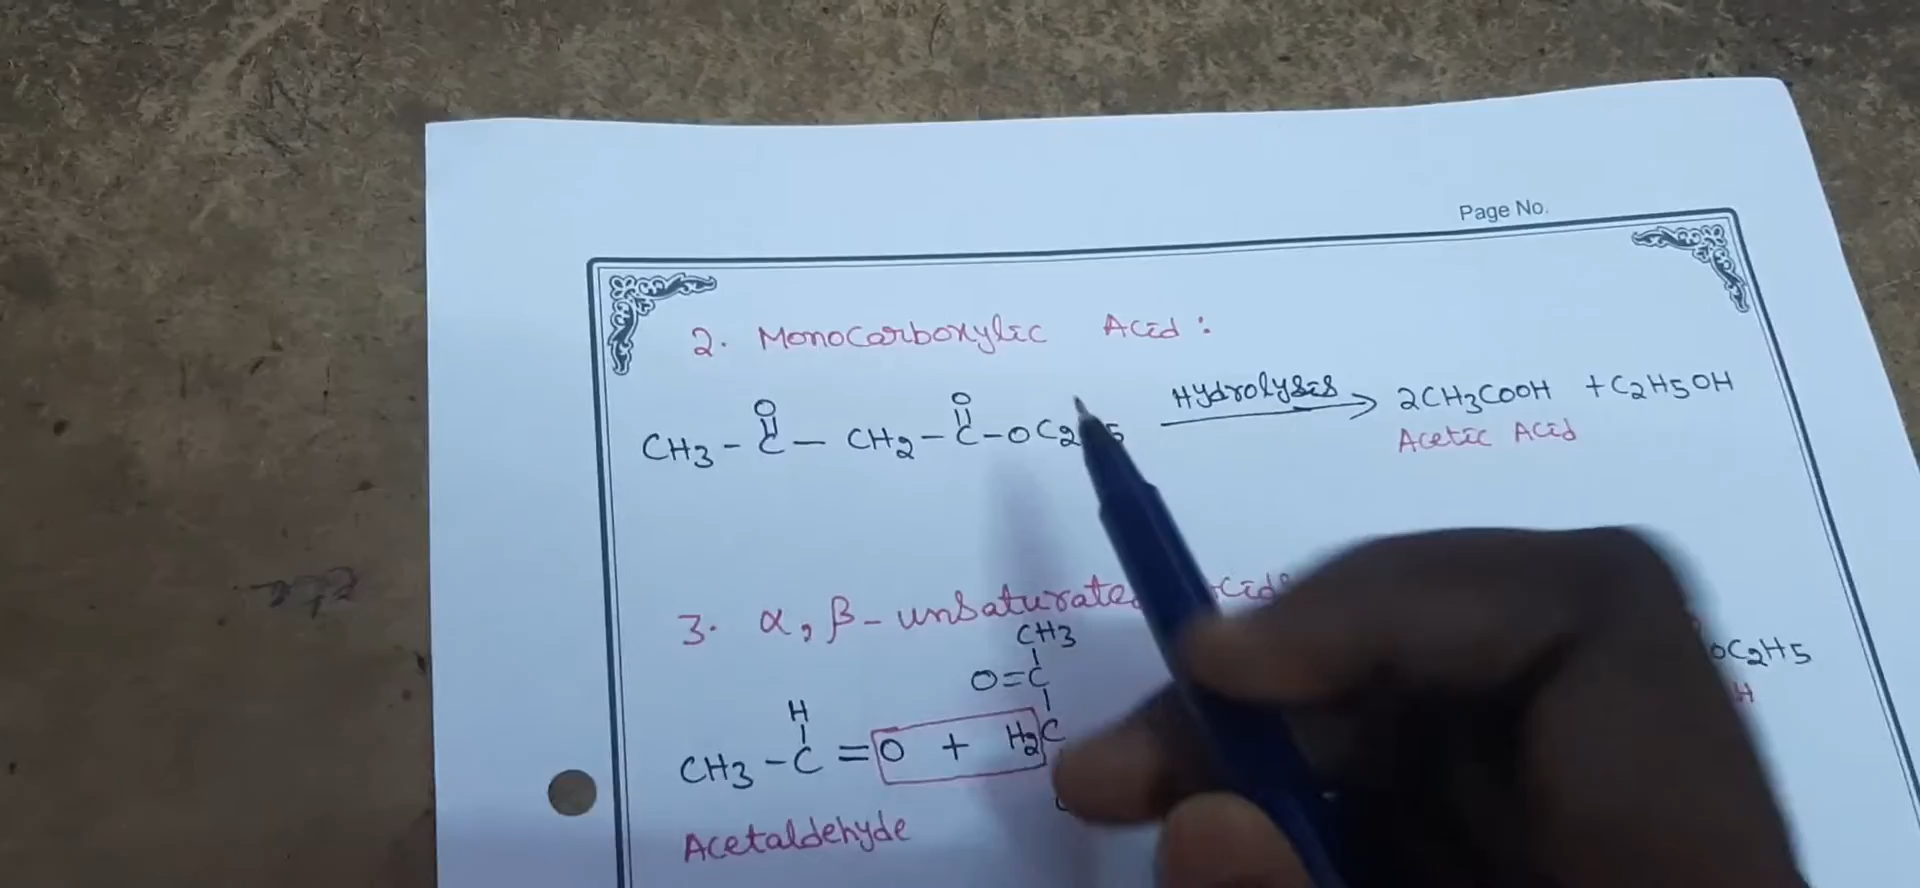 Page No.
2. Monocarboxylic Acid :
O O
CH3 - C - CH2 - C - OC2 5 Hydrolysis → 2CH3COOH + C2H5OH
Acetic Acid
3. α, β - unsaturated
CH3
O=C OC2H5
H H
CH3 - C = O + H2C
Acetaldehyde